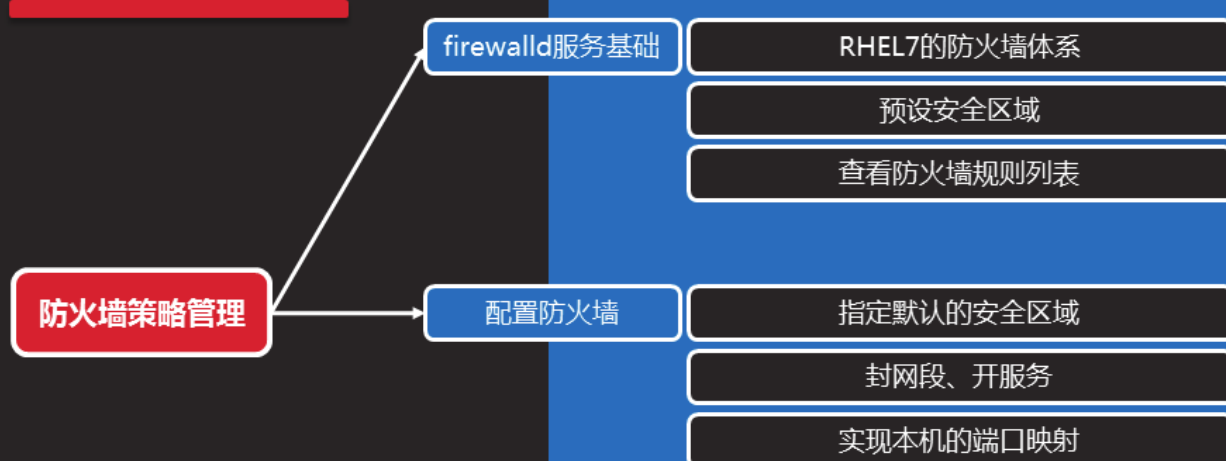 防火墙策略管理
firewalld服务基础
RHEL7的防火墙体系
预设安全区域
查看防火墙规则列表
配置防火墙
指定默认的安全区域
封网段、开服务
实现本机的端口映射